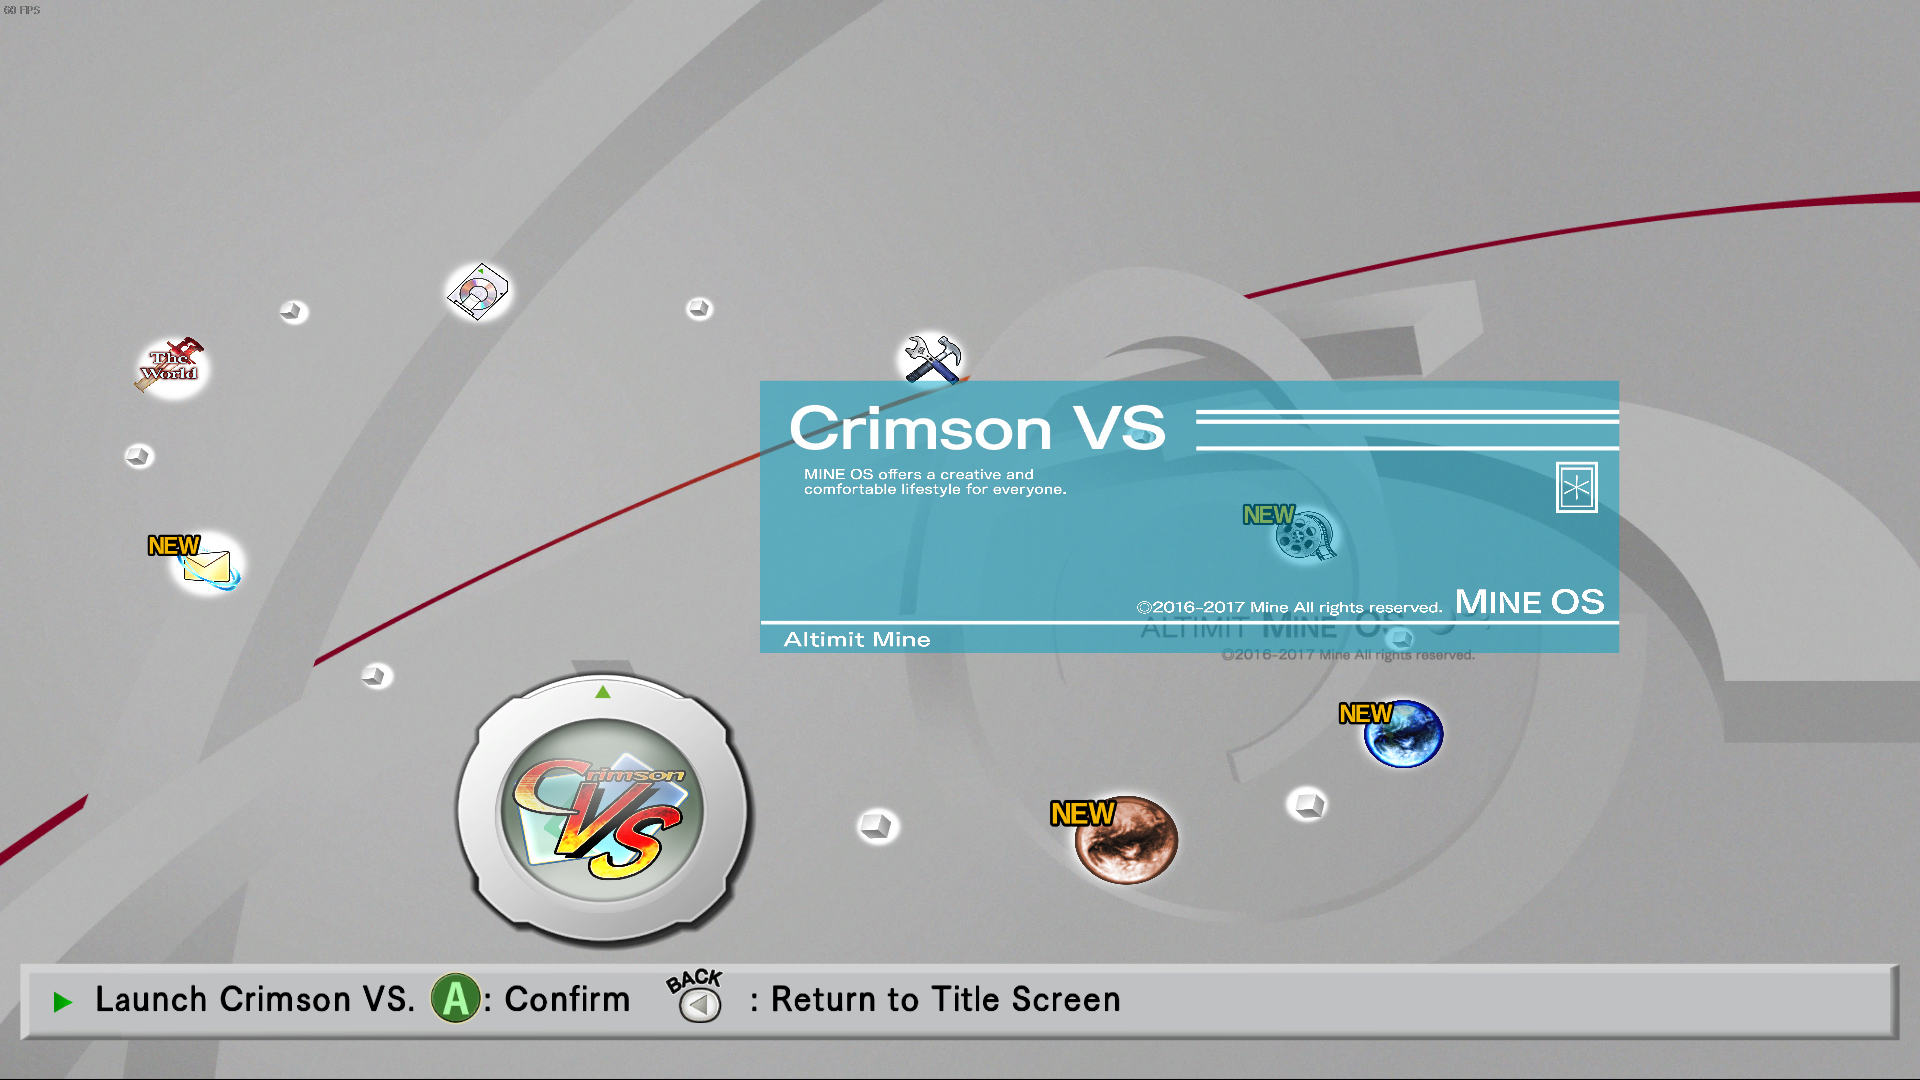 60 FPS
The
World
Crimson VS
MINE OS offers a creative and
comfortable lifestyle for everyone.
NEW
NEW
©2016-2017 Mine All rights reserved. MINE OS
ALTIMIT MINE OS
Altimit Mine
©2016-2017 Mine All rights reserved.
NEW
Crimson
VS
NEW
Launch Crimson VS. A : Confirm BACK : Return to Title Screen